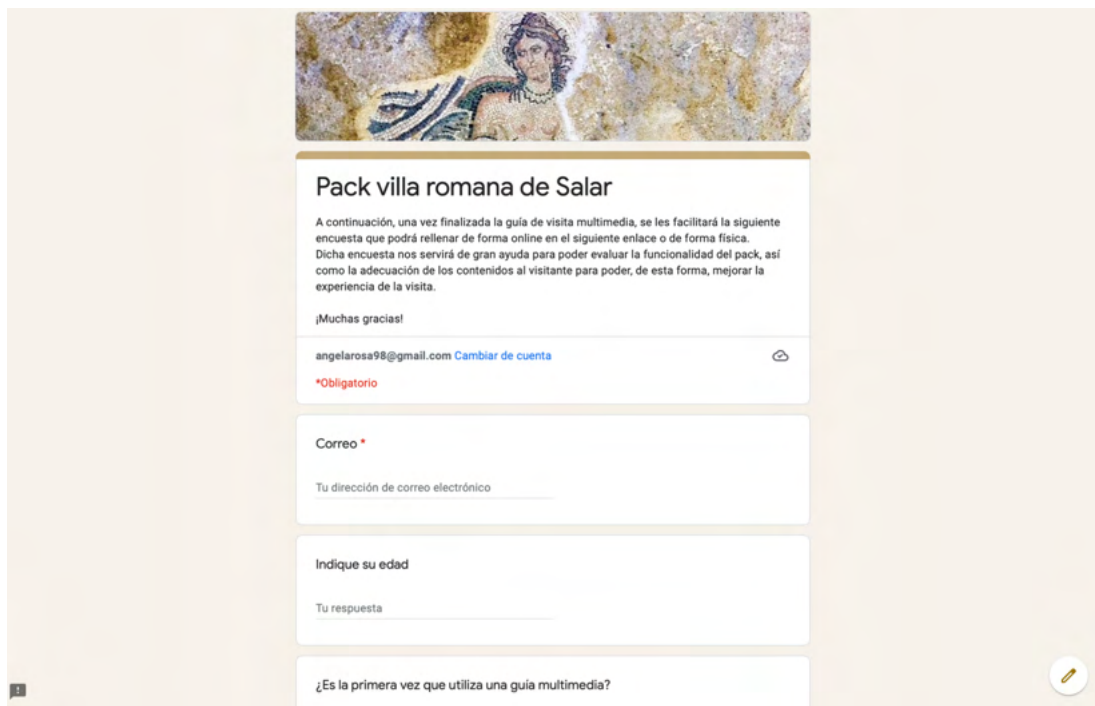 Pack villa romana de Salar
A continuación, una vez finalizada la guía de visita multimedia, se les facilitará la siguiente
encuesta que podrá rellenar de forma online en el siguiente enlace o de forma física.
Dicha encuesta nos servirá de gran ayuda para poder evaluar la funcionalidad del pack, así
como la adecuación de los contenidos al visitante para poder, de esta forma, mejorar la
experiencia de la visita.
¡Muchas gracias!
angelarosa98@gmail.com Cambiar de cuenta
*Obligatorio
Correo *
Tu dirección de correo electrónico
Indique su edad
Tu respuesta
¿Es la primera vez que utiliza una guía multimedia?